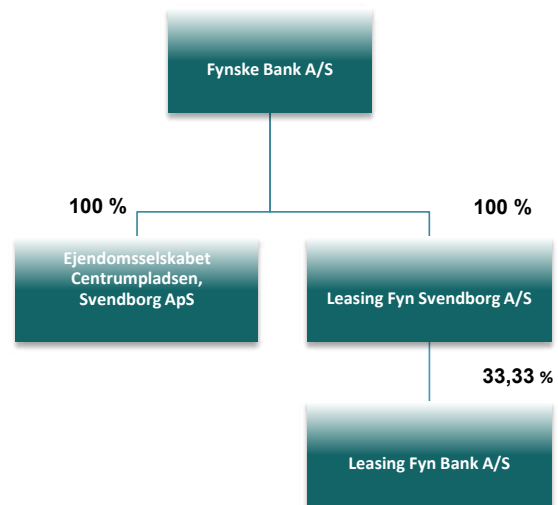 Fynske Bank A/S
100 %
100 %
Ejendomsselskabet
Centrumpladsen,
Svendborg ApS
Leasing Fyn Svendborg A/S
33,33 %
Leasing Fyn Bank A/S